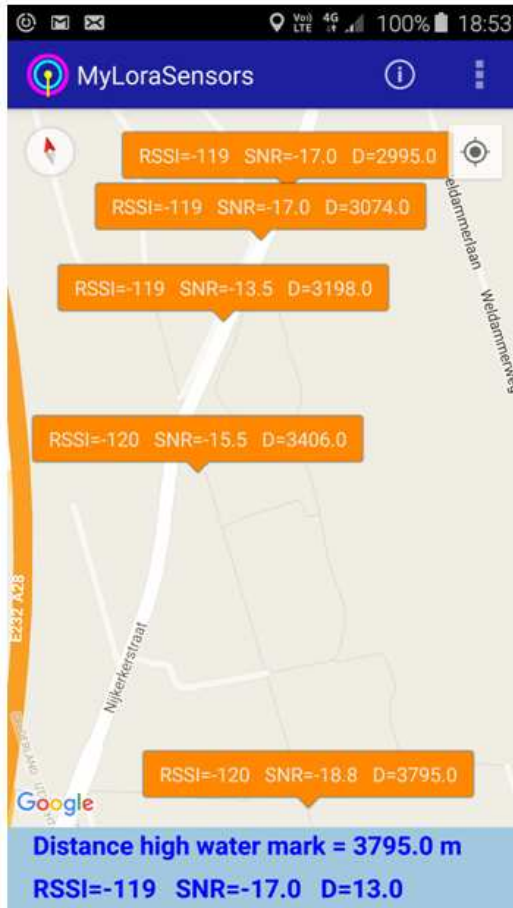 Voi) 4G 100% 18:53
LTE
MyLoraSensors
RSSI=-119 SNR=-17.0 D=2995.0
RSSI=-119 SNR=-17.0 D=3074.0
Weldammerlaan
RSSI=-119 SNR=-13.5 D=3198.0
Weldammerweg
RSSI=-120 SNR=-15.5 D=3406.0
E232 A28
Nijkerkerstraat
RSSI=-120 SNR=-18.8 D=3795.0
Google
Distance high water mark = 3795.0 m
RSSI=-119 SNR=-17.0 D=13.0